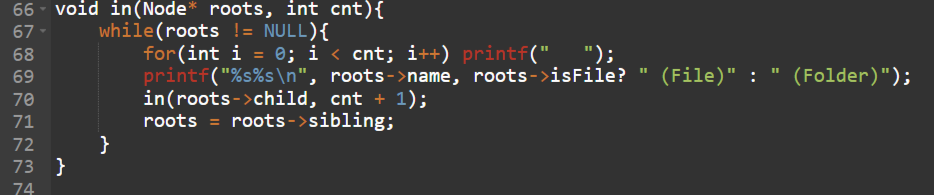 66 void in(Node* roots, int cnt){
67     while(roots != NULL){
68         for(int i = 0; i < cnt; i++) printf("   ");
69         printf("%s%s\n", roots->name, roots->isFile? " (File)" : " (Folder)");
70         in(roots->child, cnt + 1);
71         roots = roots->sibling;
72     }
73 }
74